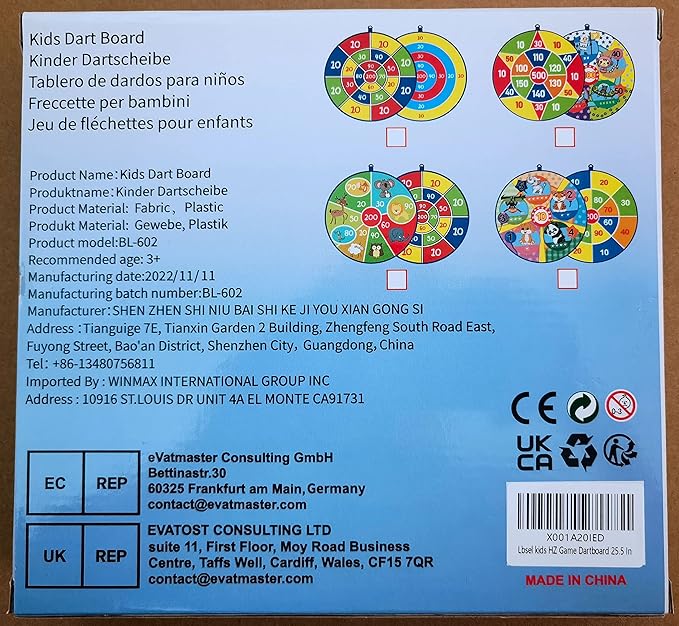 Kids Dart Board
Kinder Dartscheibe
Tablero de dardos para niños
Freccette per bambini
Jeu de fléchettes pour enfants
Product Name:Kids Dart Board
Produktname:Kinder Dartscheibe
Product Material: Fabric、Plastic
Produkt Material: Gewebe, Plastik
Product model:BL-602
Recommended age: 3+
Manufacturing date:2022/11/11
Manufacturing batch number:BL-602
Manufacturer:SHEN ZHEN SHI NIU BAI SHI KE JI YOU XIAN GONG SI
Address :Tianguige 7E, Tianxin Garden 2 Building, Zhengfeng South Road East,
Fuyong Street, Bao'an District, Shenzhen City，Guangdong, China
Tel: +86-13480756811
Imported By : WINMAX INTERNATIONAL GROUP INC
Address : 10916 ST.LOUIS DR UNIT 4A EL MONTE CA91731
CE
0-3
UK
CA
EC REP
eVatmaster Consulting GmbH
Bettinastr.30
60325 Frankfurt am Main,Germany
contact@evatmaster.com
UK REP
EVATOST CONSULTING LTD
suite 11, First Floor, Moy Road Business
Centre, Taffs Well, Cardiff, Wales, CF15 7QR
contact@evatmaster.com
X001A20IED
Lbsel kids HZ Game Dartboard 25.5 In
MADE IN CHINA